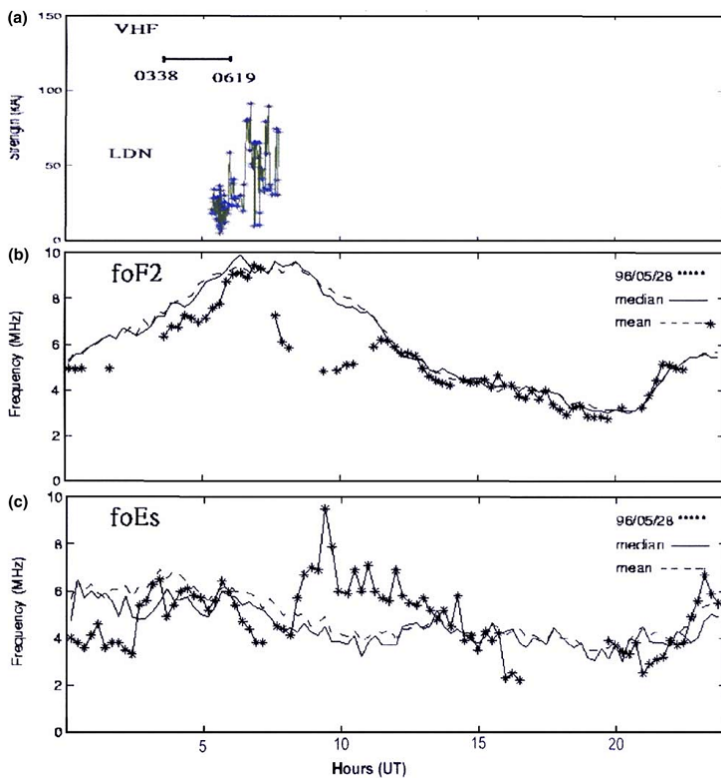 (a)
150
VHF
100
0338 0619
Strength (KA)
LDN
50
0
(b)
10
foF2
96/05/28 *****
median
mean
8
6
4
2
0
Frequency (MHz)
(c)
10
foEs
96/05/28 *****
median
mean
8
6
4
2
0
Frequency (MHz)
5 10 15 20
Hours (UT)